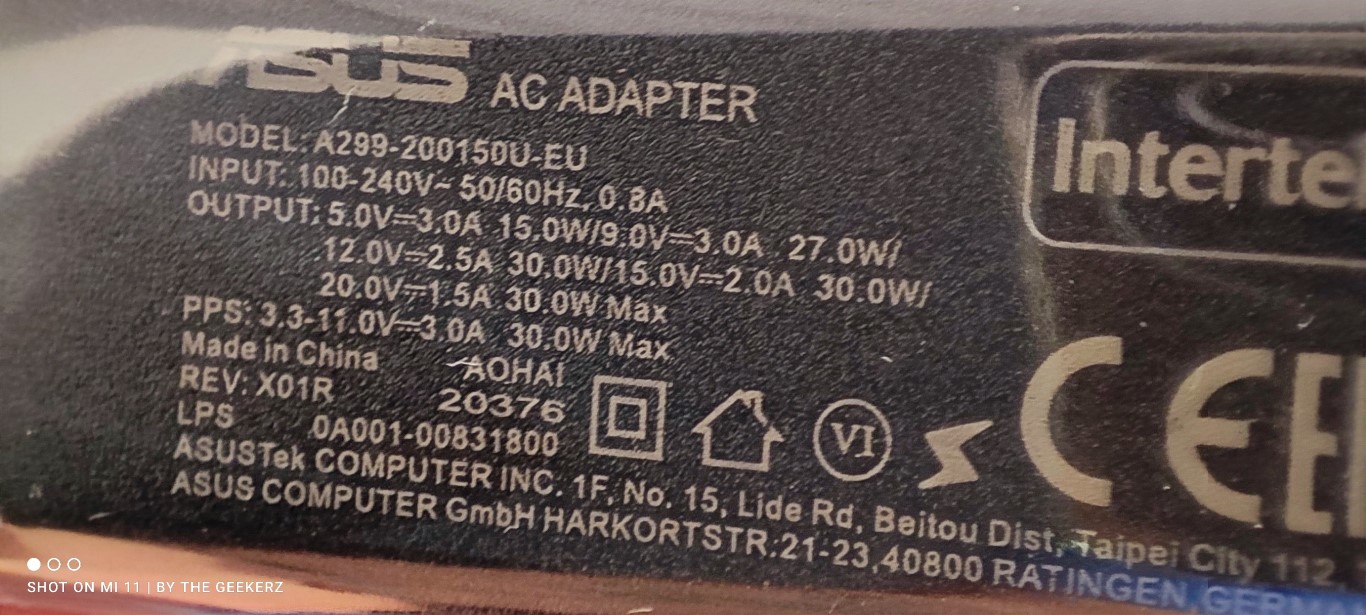 ASUS AC ADAPTER
MODEL: A299-200150U-EU
INPUT: 100-240V~ 50/60Hz, 0.8A
OUTPUT: 5.0V⎓3.0A 15.0W/9.0V⎓3.0A 27.0W/
12.0V⎓2.5A 30.0W/15.0V⎓2.0A 30.0W/
20.0V⎓1.5A 30.0W Max
PPS: 3.3-11.0V⎓3.0A 30.0W Max
Made in China AOHAI
REV: X01R 20376
LPS 0A001-00831800
VI
ASUSTek COMPUTER INC. 1F, No. 15, Lide Rd, Beitou Dist, Taipei City 112,
ASUS COMPUTER GmbH HARKORTSTR.21-23,40800 RATINGEN,
Interte
CE
SHOT ON MI 11 | BY THE GEEKERZ